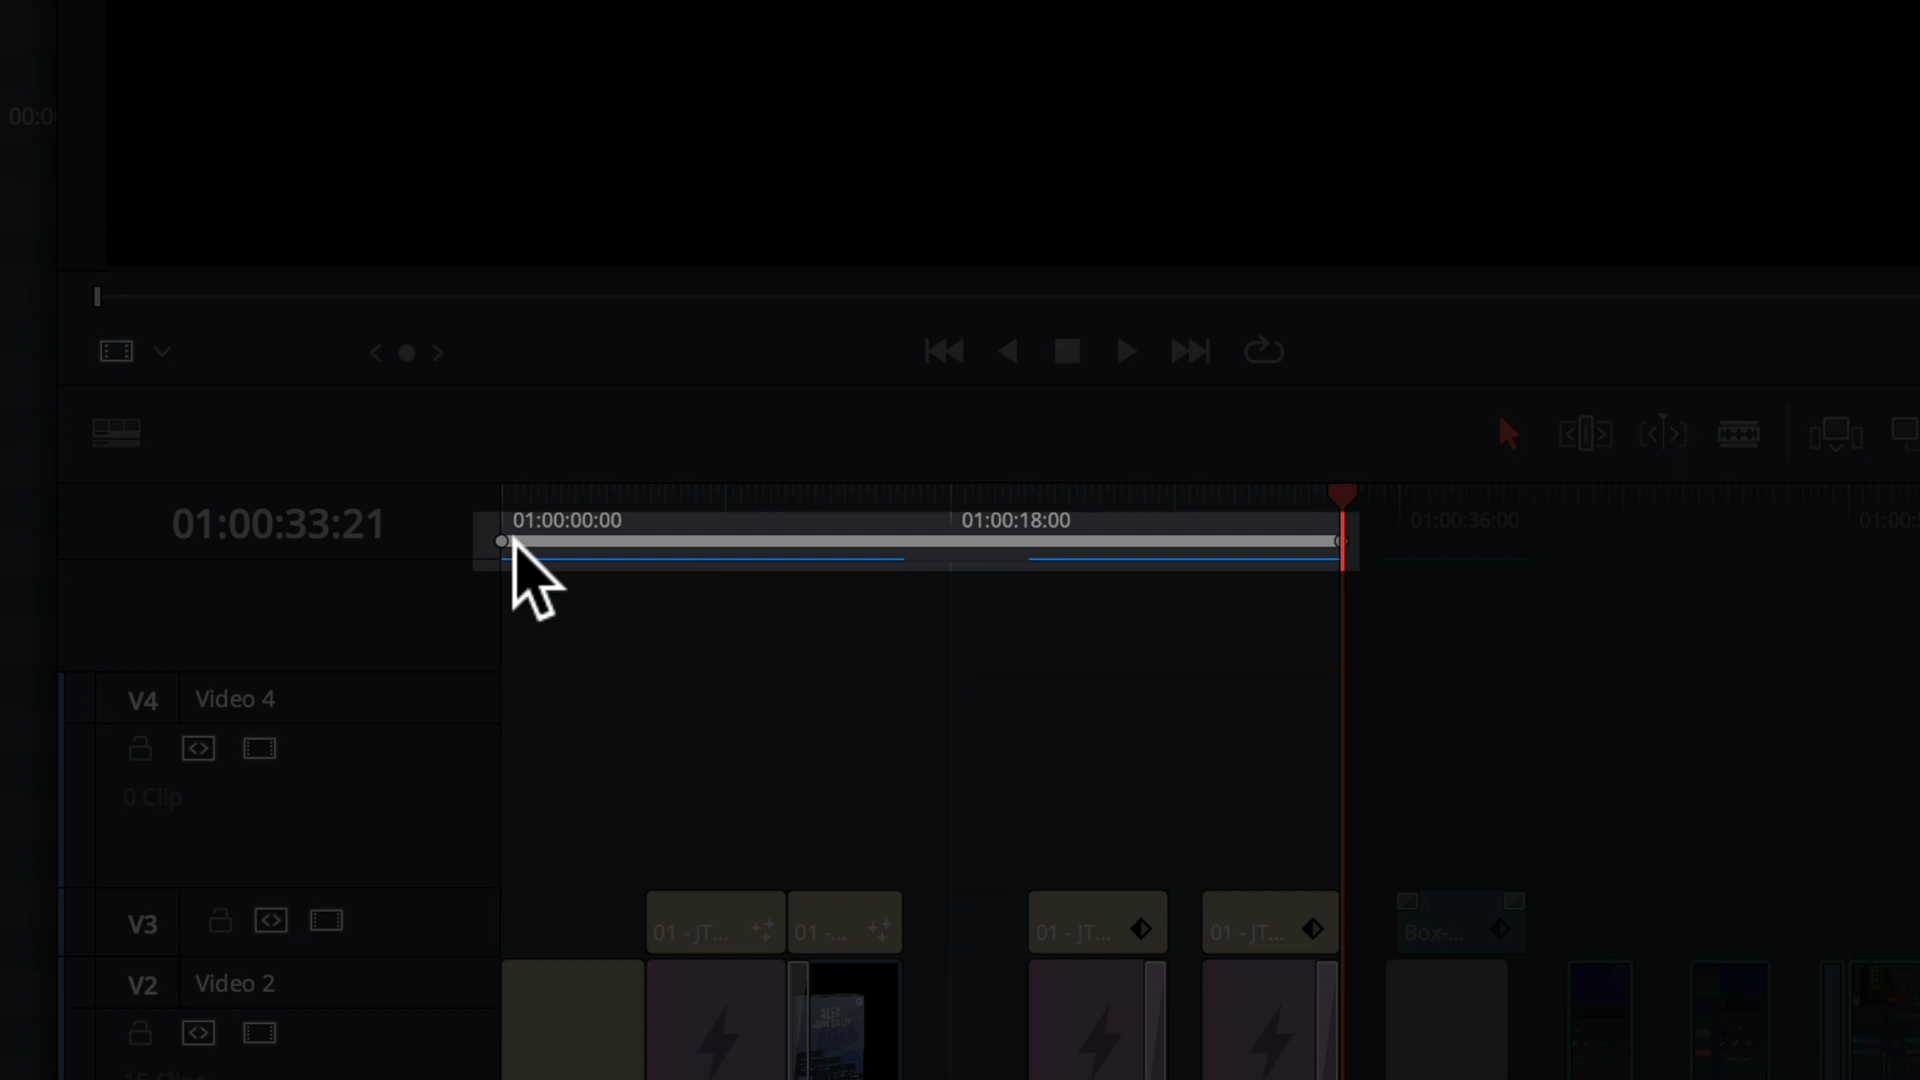 00:0
01:00:33:21
01:00:00:00
01:00:18:00
01:00:36:00
01:00:
V4
Video 4
0 Clip
V3
01 - JT...
01 -...
01 - JT...
01 - JT...
Box-...
V2
Video 2
ALEX